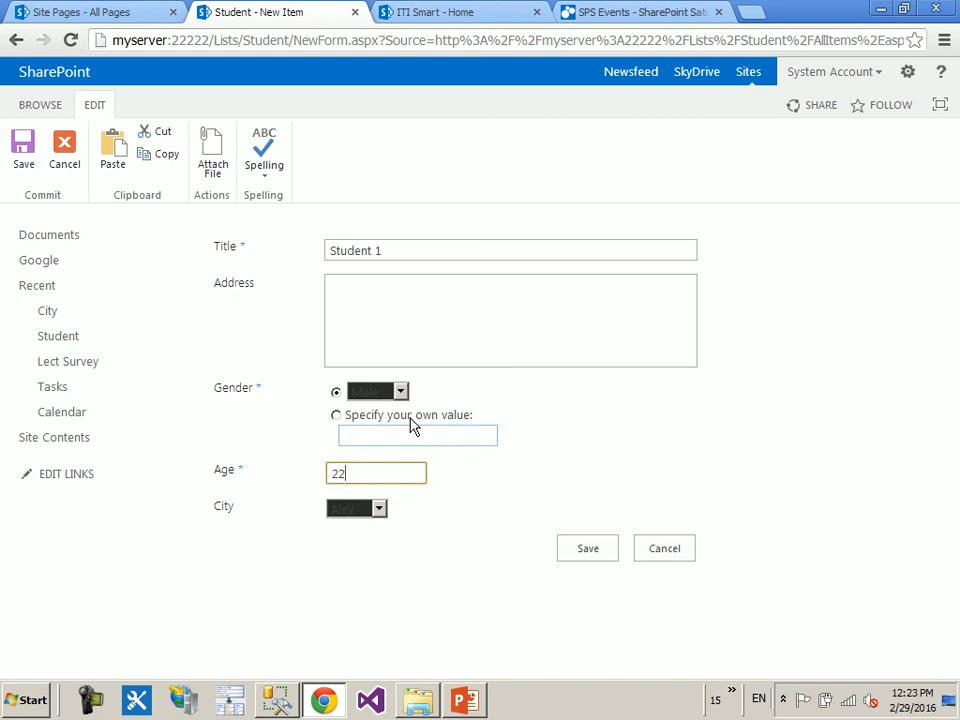 Site Pages - All Pages
Student - New Item
ITI Smart - Home
SPS Events - SharePoint Sat
myserver:22222/Lists/Student/NewForm.aspx?Source=http%3A%2F%2Fmyserver%3A22222%2FLists%2FStudent%2FAllItems%2Easp
SharePoint
Newsfeed SkyDrive Sites System Account ?
BROWSE EDIT SHARE FOLLOW
Save
Cancel
Paste
Cut
Copy
Attach File
ABC
Spelling
Commit Clipboard Actions Spelling
Documents
Google
Recent
City
Student
Lect Survey
Tasks
Calendar
Site Contents
EDIT LINKS
Title * Student 1
Address
Gender * Male
Specify your own value:
Age * 22
City Alex
Save Cancel
Start 15 » EN 12:23 PM
2/29/2016